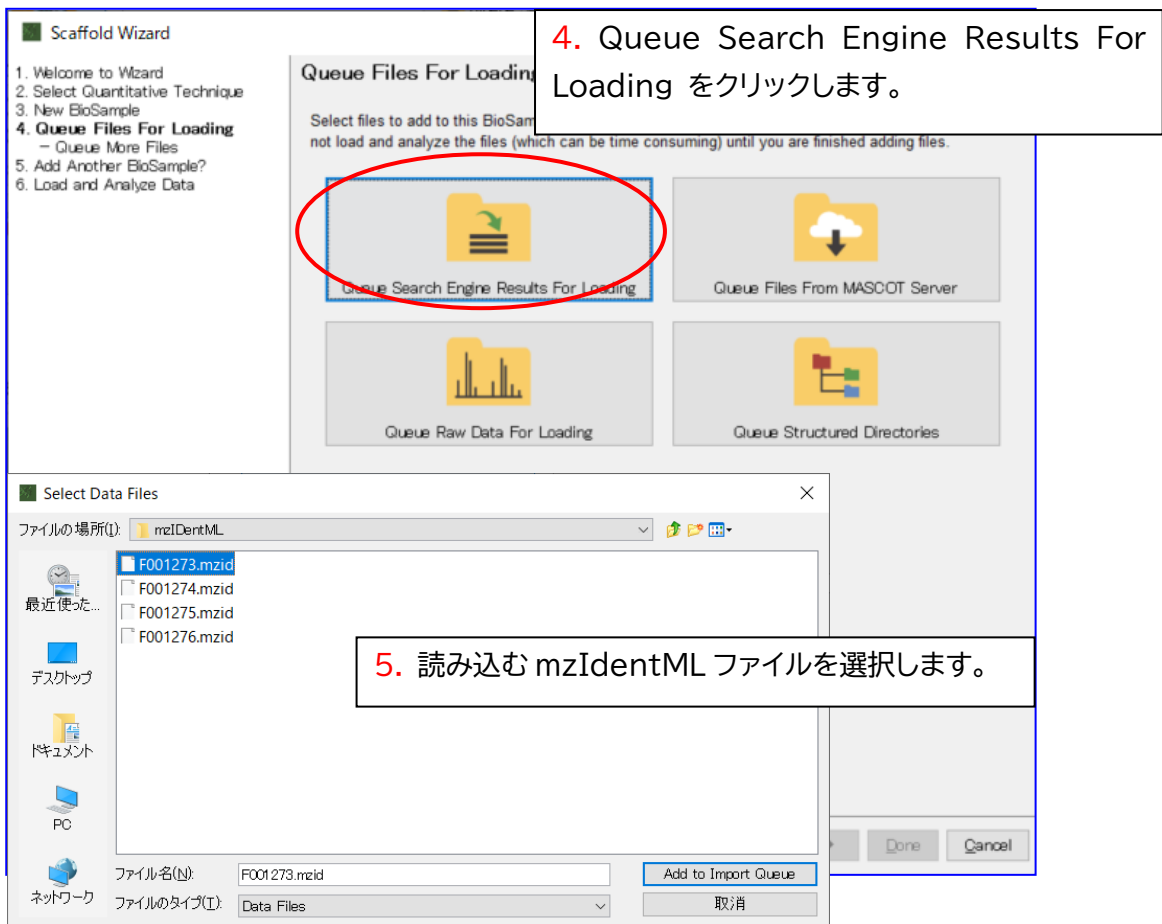 Scaffold Wizard
4. Queue Search Engine Results For
Loading をクリックします。
1. Welcome to Wizard
2. Select Quantitative Technique
3. New BioSample
4. Queue Files For Loading
– Queue More Files
5. Add Another BioSample?
6. Load and Analyze Data
Queue Files For Loading
Select files to add to this BioSam
not load and analyze the files (which can be time consuming) until you are finished adding files.
Queue Search Engine Results For Loading
Queue Files From MASCOT Server
Queue Raw Data For Loading
Queue Structured Directories
Select Data Files
ファイルの場所(I):
mzIDentML
F001273.mzid
F001274.mzid
F001275.mzid
F001276.mzid
最近使った...
デスクトップ
ドキュメント
PC
ネットワーク
5. 読み込む mzIdentML ファイルを選択します。
Done
Cancel
ファイル名(N):
F001273.mzid
Add to Import Queue
ファイルのタイプ(T):
Data Files
取消